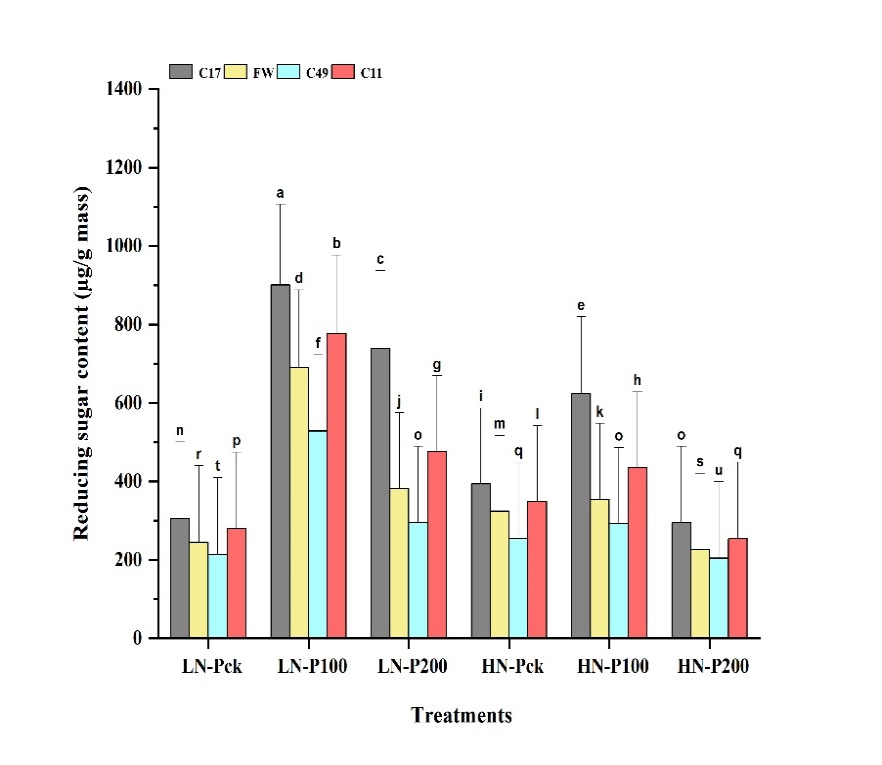 C17 FW C49 C11
1400
1200
1000
800
600
400
200
0
Reducing sugar content (μg/g mass)
n r t p
a d f b
c j o g
i m q l
e k o h
o s u q
LN-Pck LN-P100 LN-P200 HN-Pck HN-P100 HN-P200
Treatments